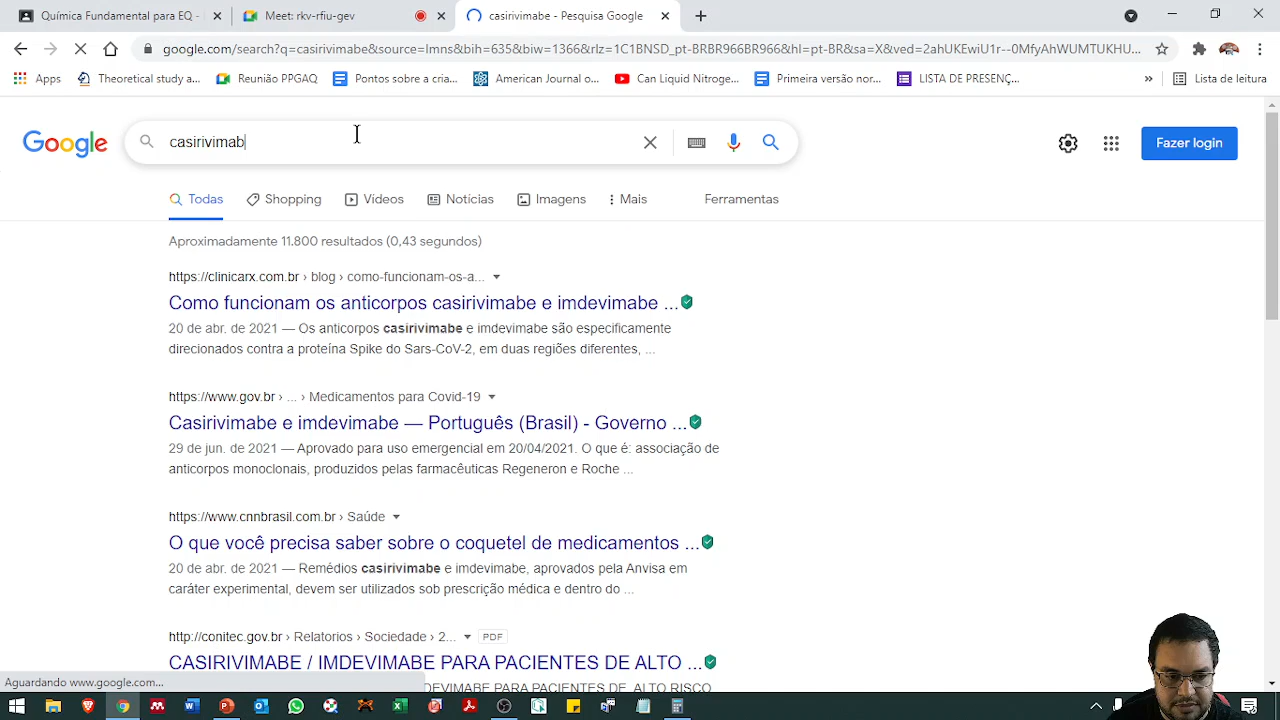 Química Fundamental para EQ -
Meet: rkv-rfiu-gev
casirivimabe - Pesquisa Google
google.com/search?q=casirivimabe&source=lmns&bih=635&biw=1366&rlz=1C1BNSD_pt-BRBR966BR966&hl=pt-BR&sa=X&ved=2ahUKEwiU1r--0MfyAhWUMTUKHU...
Apps
Theoretical study a...
Reunião PPGAQ
Pontos sobre a cria...
American Journal o...
Can Liquid Nitroge...
Primeira versão nor...
LISTA DE PRESENÇ...
»
Lista de leitura
Google
casirivimab
Fazer login
Todas
Shopping
Vídeos
Notícias
Imagens
Mais
Ferramentas
Aproximadamente 11.800 resultados (0,43 segundos)
https://clinicarx.com.br › blog › como-funcionam-os-a...
Como funcionam os anticorpos casirivimabe e imdevimabe ...
20 de abr. de 2021 — Os anticorpos casirivimabe e imdevimabe são especificamente
direcionados contra a proteína Spike do Sars-CoV-2, em duas regiões diferentes, ...
https://www.gov.br › ... › Medicamentos para Covid-19
Casirivimabe e imdevimabe — Português (Brasil) - Governo ...
29 de jun. de 2021 — Aprovado para uso emergencial em 20/04/2021. O que é: associação de
anticorpos monoclonais, produzidos pelas farmacêuticas Regeneron e Roche ...
https://www.cnnbrasil.com.br › Saúde
O que você precisa saber sobre o coquetel de medicamentos ...
20 de abr. de 2021 — Remédios casirivimabe e imdevimabe, aprovados pela Anvisa em
caráter experimental, devem ser utilizados sob prescrição médica e dentro do ...
http://conitec.gov.br › Relatorios › Sociedade › 2...
PDF
CASIRIVIMABE / IMDEVIMABE PARA PACIENTES DE ALTO ...
Aguardando www.google.com...
DEVIMABE PARA PACIENTES DE ALTO RISCO